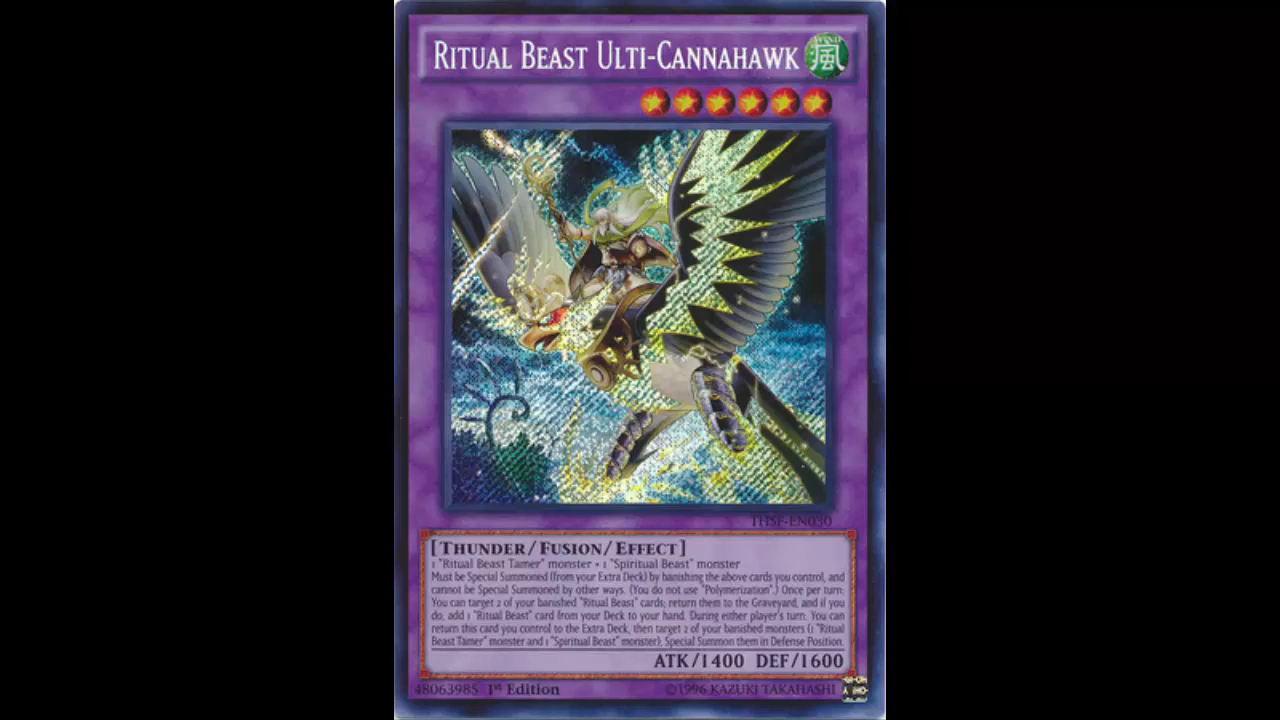 RITUAL BEAST ULTI-CANNAHAWK
WIND
風
THSF-EN030
[THUNDER/FUSION/EFFECT]
1 "Ritual Beast Tamer" monster + 1 "Spiritual Beast" monster
Must be Special Summoned (from your Extra Deck) by banishing the above cards you control, and
cannot be Special Summoned by other ways. (You do not use "Polymerization".) Once per turn:
You can target 2 of your banished "Ritual Beast" cards; return them to the Graveyard, and if you
do, add 1 "Ritual Beast" card from your Deck to your hand. During either player's turn: You can
return this card you control to the Extra Deck, then target 2 of your banished monsters (1 "Ritual
Beast Tamer" monster and 1 "Spiritual Beast" monster); Special Summon them in Defense Position.
ATK/1400 DEF/1600
48063985 1st Edition
©1996 KAZUKI TAKAHASHI